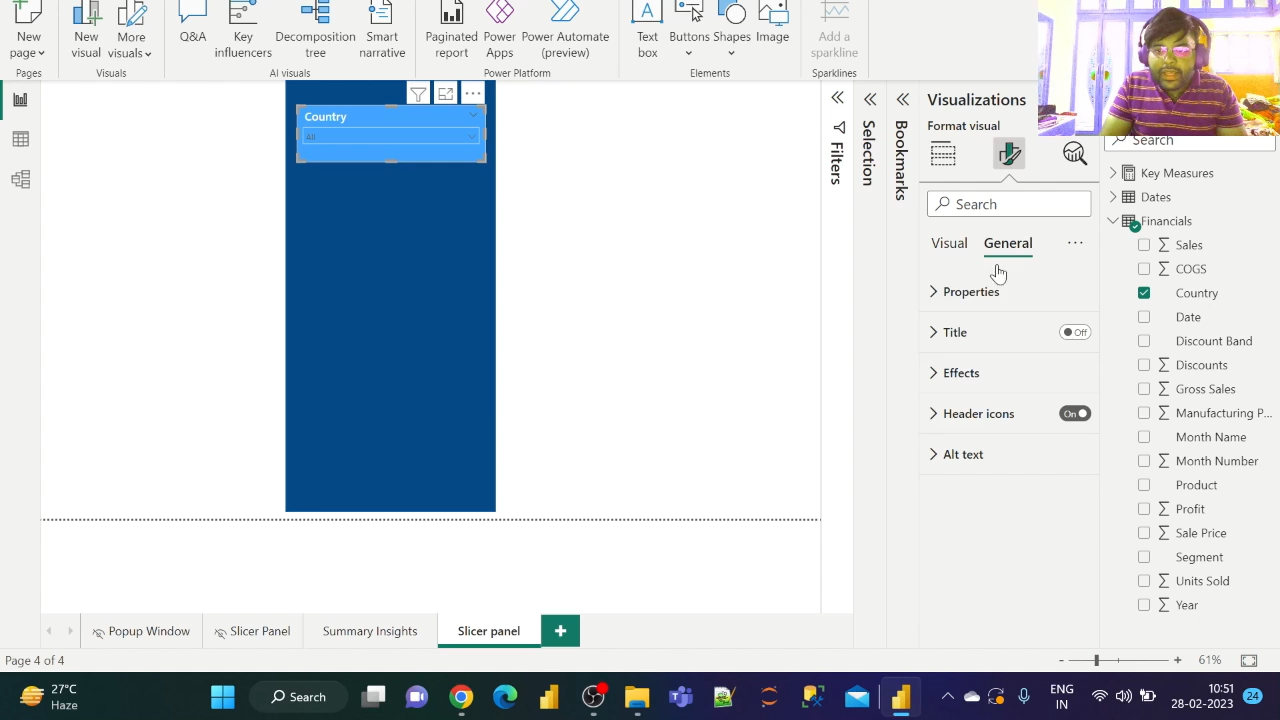 New
page
New
visual
More
visuals
Q&A
Key
influencers
Decomposition
tree
Smart
narrative
Paginated
report
Power
Apps
Power Automate
(preview)
Text
box
Buttons
Shapes
Image
Add a
sparkline
Pages
Visuals
AI visuals
Power Platform
Elements
Sparklines
Country
All
Filters
Selection
Bookmarks
Visualizations
Format visual
Search
Visual
General
Properties
Title
Off
Effects
Header icons
On
Alt text
Search
Key Measures
Dates
Financials
Sales
COGS
Country
Date
Discount Band
Discounts
Gross Sales
Manufacturing P...
Month Name
Month Number
Product
Profit
Sale Price
Segment
Units Sold
Year
Popup Window
Slicer Panel
Summary Insights
Slicer panel
Page 4 of 4
61%
27°C
Haze
Search
ENG
IN
10:51
28-02-2023
24